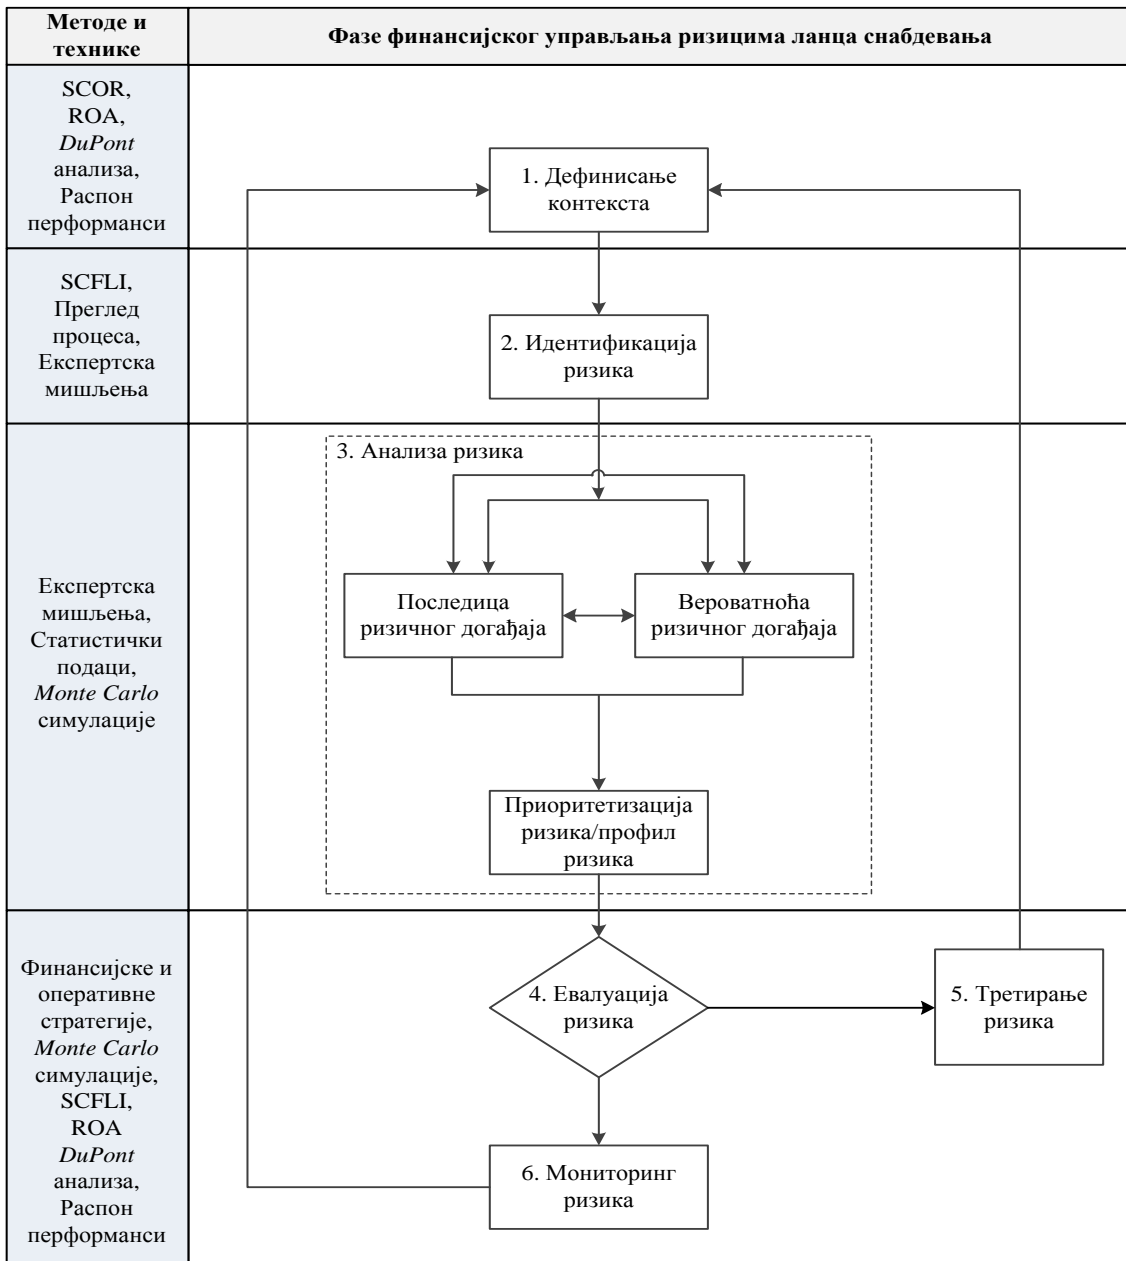 Методе и
технике
Фазе финансијског управљања ризицима ланца снабдевања
SCOR,
ROA,
DuPont
анализа,
Распон
перформанси
1. Дефинисање
контекста
SCFLI,
Преглед
процеса,
Експертска
мишљења
2. Идентификација
ризика
Експертска
мишљења,
Статистички
подаци,
Monte Carlo
симулације
3. Анализа ризика
Последица
ризичног догађаја
Вероватноћа
ризичног догађаја
Приоритетизација
ризика/профил
ризика
Финансијске и
оперативне
стратегије,
Monte Carlo
симулације,
SCFLI,
ROA
DuPont
анализа,
Распон
перформанси
4. Евалуација
ризика
5. Третирање
ризика
6. Мониторинг
ризика